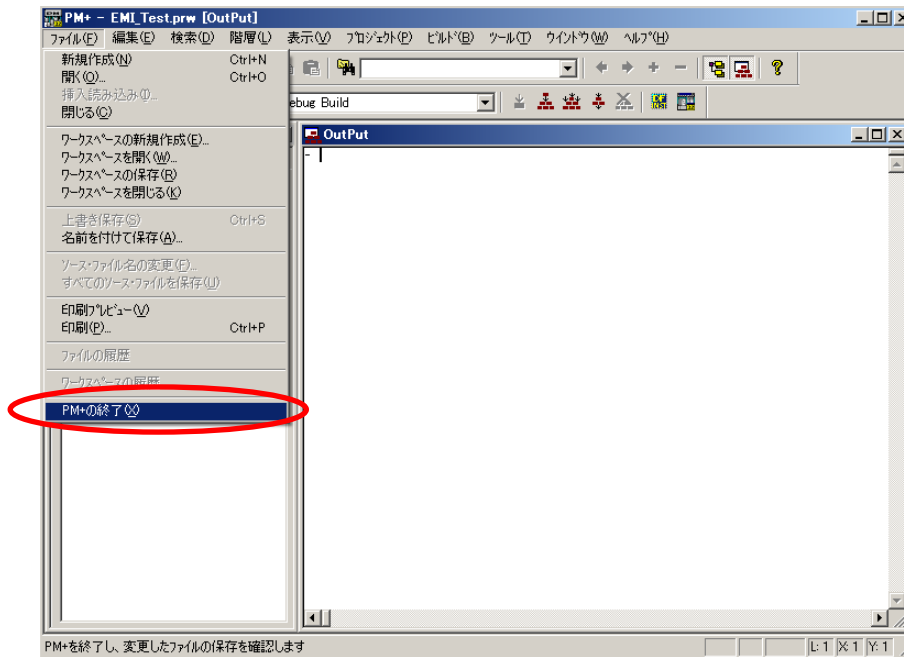 PM+ - EMI_Test.prw [OutPut]
ファイル(F) 編集(E) 検索(D) 階層(L) 表示(V) プロジェクト(P) ビルド(B) ツール(T) ウインドウ(W) ヘルプ(H)
新規作成(N) Ctrl+N
開く(O)... Ctrl+O
挿入読み込み(I)...
ebug Build
閉じる(C)
OutPut
ワークスペースの新規作成(E)...
ワークスペースを開く(W)...
ワークスペースの保存(R)
ワークスペースを閉じる(K)
上書き保存(S) Ctrl+S
名前を付けて保存(A)...
ソース・ファイル名の変更(F)...
すべてのソース・ファイルを保存(U)
印刷プレビュー(V)
印刷(P)... Ctrl+P
ファイルの履歴
ワークスペースの履歴
PM+の終了(X)
PM+を終了し、変更したファイルの保存を確認します L: 1 X: 1 Y: 1